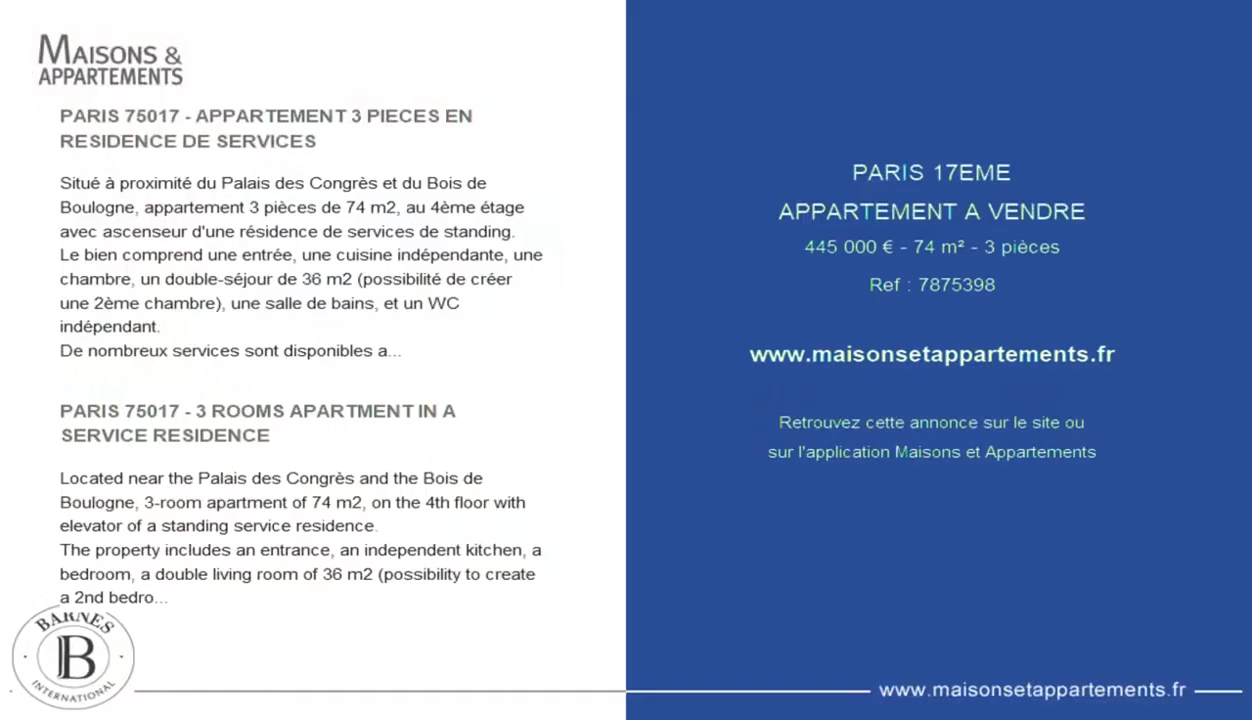 MAISONS &
APPARTEMENTS
PARIS 75017 - APPARTEMENT 3 PIECES EN
RESIDENCE DE SERVICES
Situé à proximité du Palais des Congrès et du Bois de
Boulogne, appartement 3 pièces de 74 m2, au 4ème étage
avec ascenseur d'une résidence de services de standing.
Le bien comprend une entrée, une cuisine indépendante, une
chambre, un double-séjour de 36 m2 (possibilité de créer
une 2ème chambre), une salle de bains, et un WC
indépendant.
De nombreux services sont disponibles a...
PARIS 75017 - 3 ROOMS APARTMENT IN A
SERVICE RESIDENCE
Located near the Palais des Congrès and the Bois de
Boulogne, 3-room apartment of 74 m2, on the 4th floor with
elevator of a standing service residence.
The property includes an entrance, an independent kitchen, a
bedroom, a double living room of 36 m2 (possibility to create
a 2nd bedro...
BARNES
B
INTERNATIONAL
PARIS 17EME
APPARTEMENT A VENDRE
445 000 € - 74 m² - 3 pièces
Ref : 7875398
www.maisonsetappartements.fr
Retrouvez cette annonce sur le site ou
sur l'application Maisons et Appartements
www.maisonsetappartements.fr